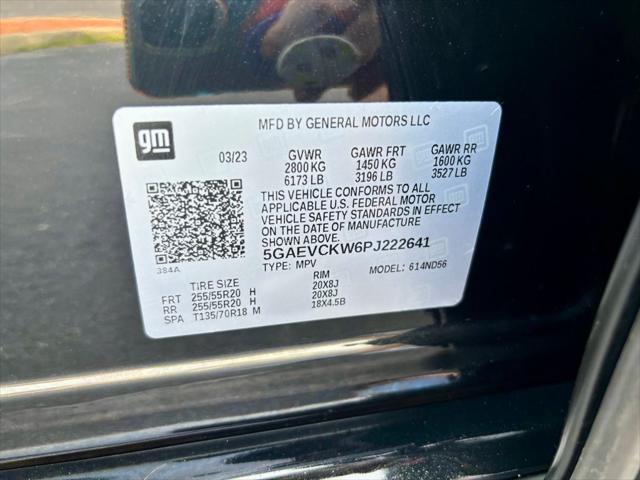 gm
MFD BY GENERAL MOTORS LLC
03/23 GVWR GAWR FRT GAWR RR
2800 KG 1450 KG 1600 KG
6173 LB 3196 LB 3527 LB
THIS VEHICLE CONFORMS TO ALL
APPLICABLE U.S. FEDERAL MOTOR
VEHICLE SAFETY STANDARDS IN EFFECT
ON THE DATE OF MANUFACTURE
SHOWN ABOVE.
5GAEVCKW6PJ222641
384A
TYPE: MPV MODEL: 614ND56
TIRE SIZE RIM
FRT 255/55R20 H 20X8J
RR 255/55R20 H 20X8J
SPA T135/70R18 M 18X4.5B